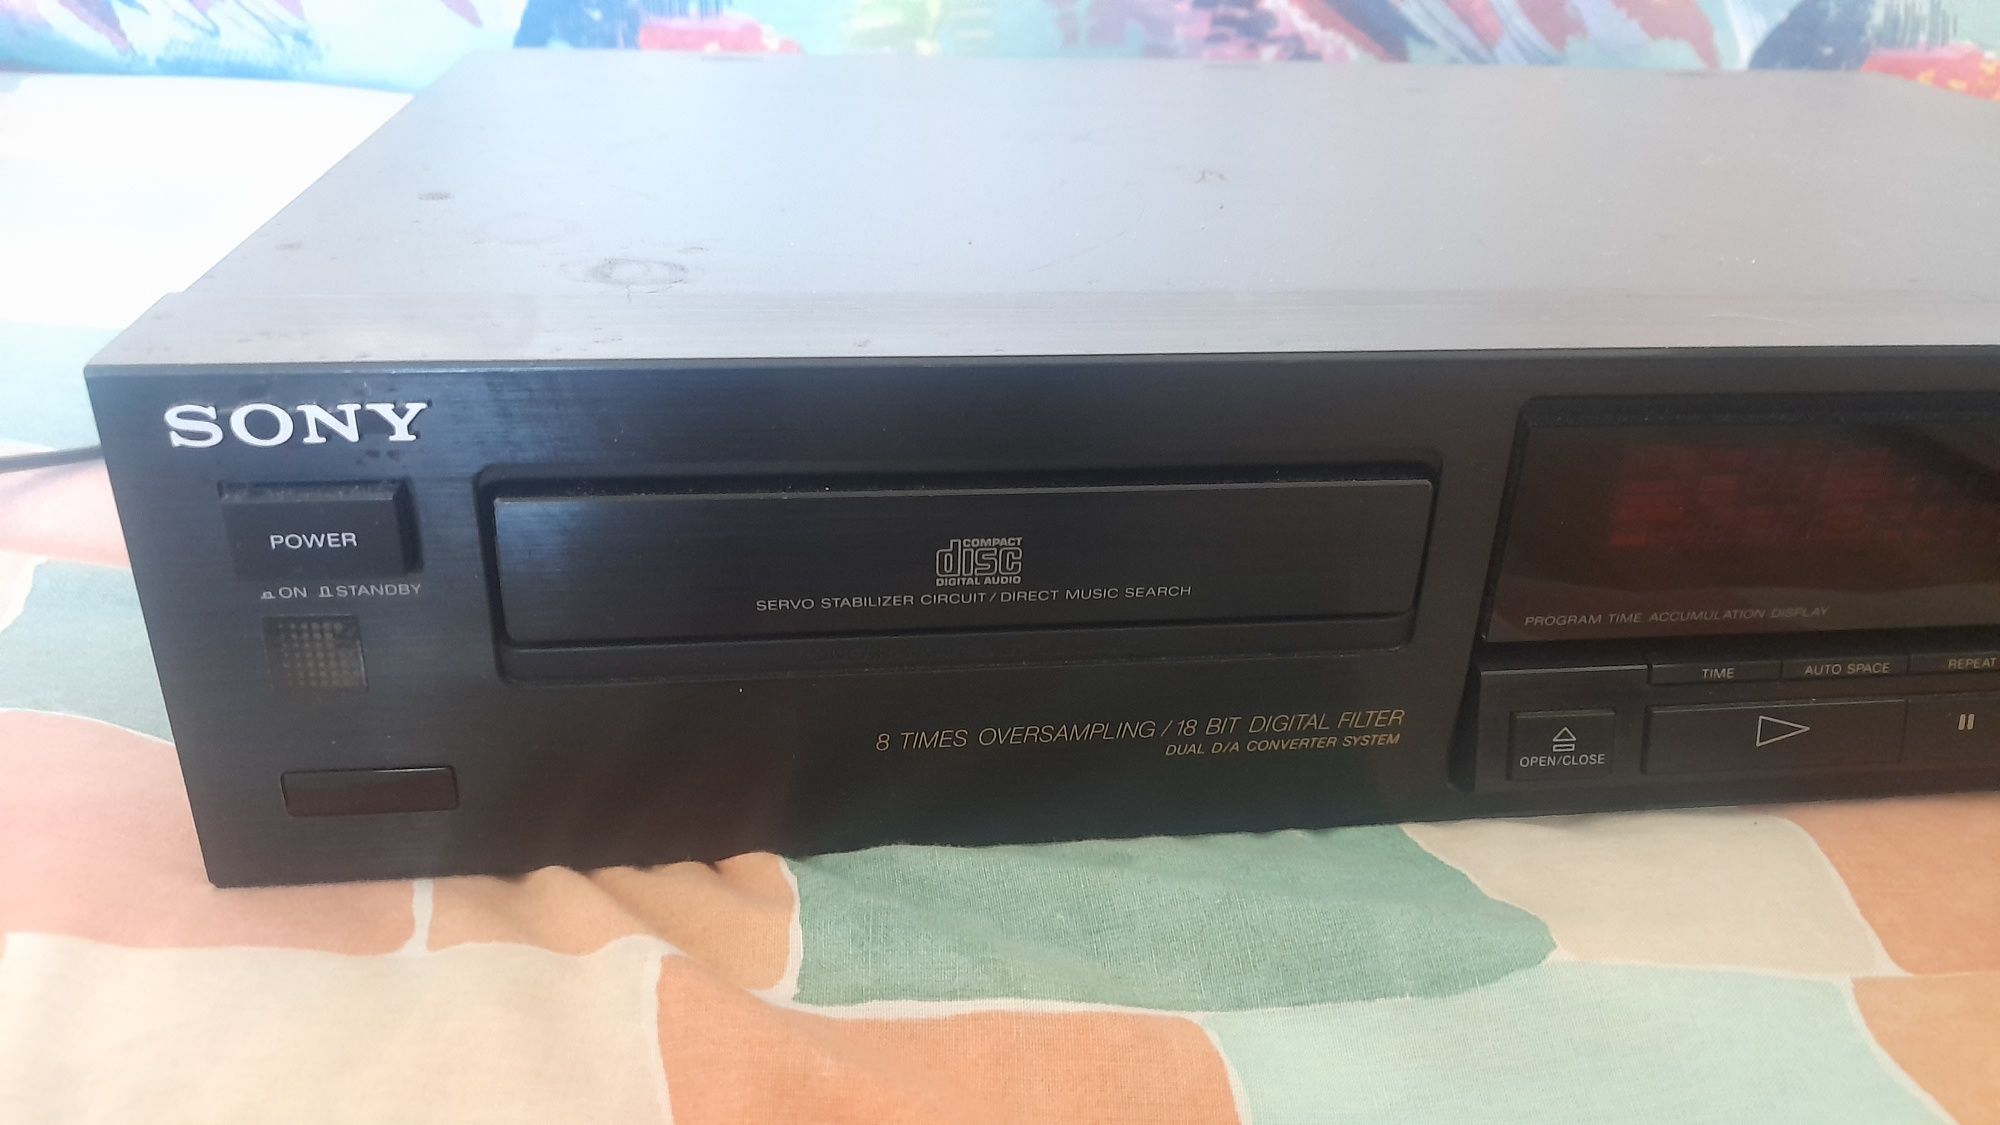 SONY
POWER
ON STANDBY
COMPACT
disc
DIGITAL AUDIO
SERVO STABILIZER CIRCUIT / DIRECT MUSIC SEARCH
8 TIMES OVERSAMPLING / 18 BIT DIGITAL FILTER
DUAL D/A CONVERTER SYSTEM
PROGRAM TIME ACCUMULATION DISPLAY
TIME AUTO SPACE REPEAT
OPEN/CLOSE